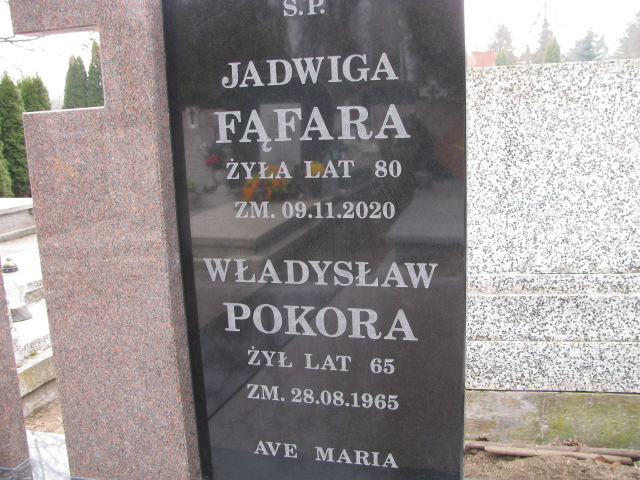 Ś.P.
JADWIGA
FĄFARA
ŻYŁA LAT 80
ZM. 09.11.2020
WŁADYSŁAW
POKORA
ŻYŁ LAT 65
ZM. 28.08.1965
AVE MARIA